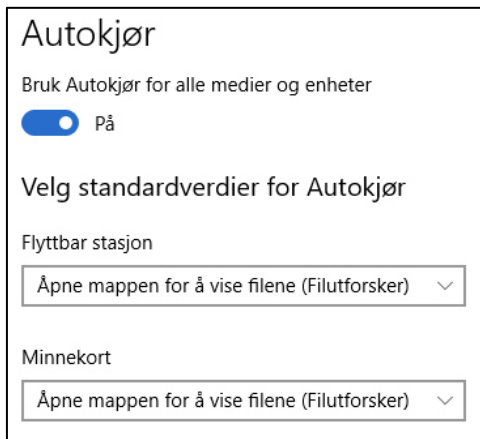 Autokjør
Bruk Autokjør for alle medier og enheter
På
Velg standardverdier for Autokjør
Flyttbar stasjon
Åpne mappen for å vise filene (Filutforsker)
Minnekort
Åpne mappen for å vise filene (Filutforsker)